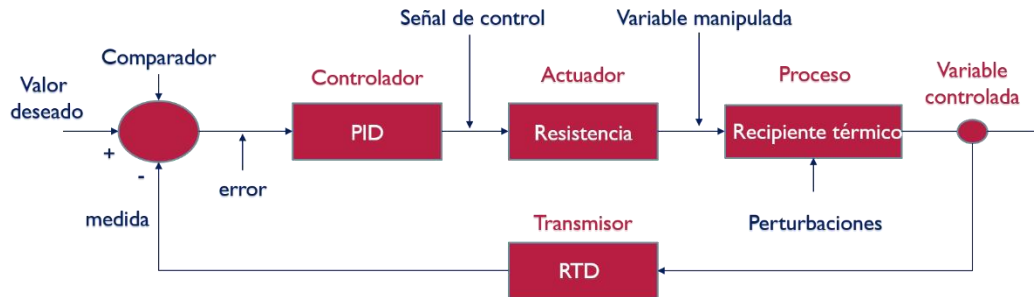 Señal de control
Variable manipulada
Comparador
Controlador
Actuador
Proceso
Variable
controlada
Valor
deseado
PID
Resistencia
Recipiente térmico
+
-
error
medida
Transmisor
Perturbaciones
RTD